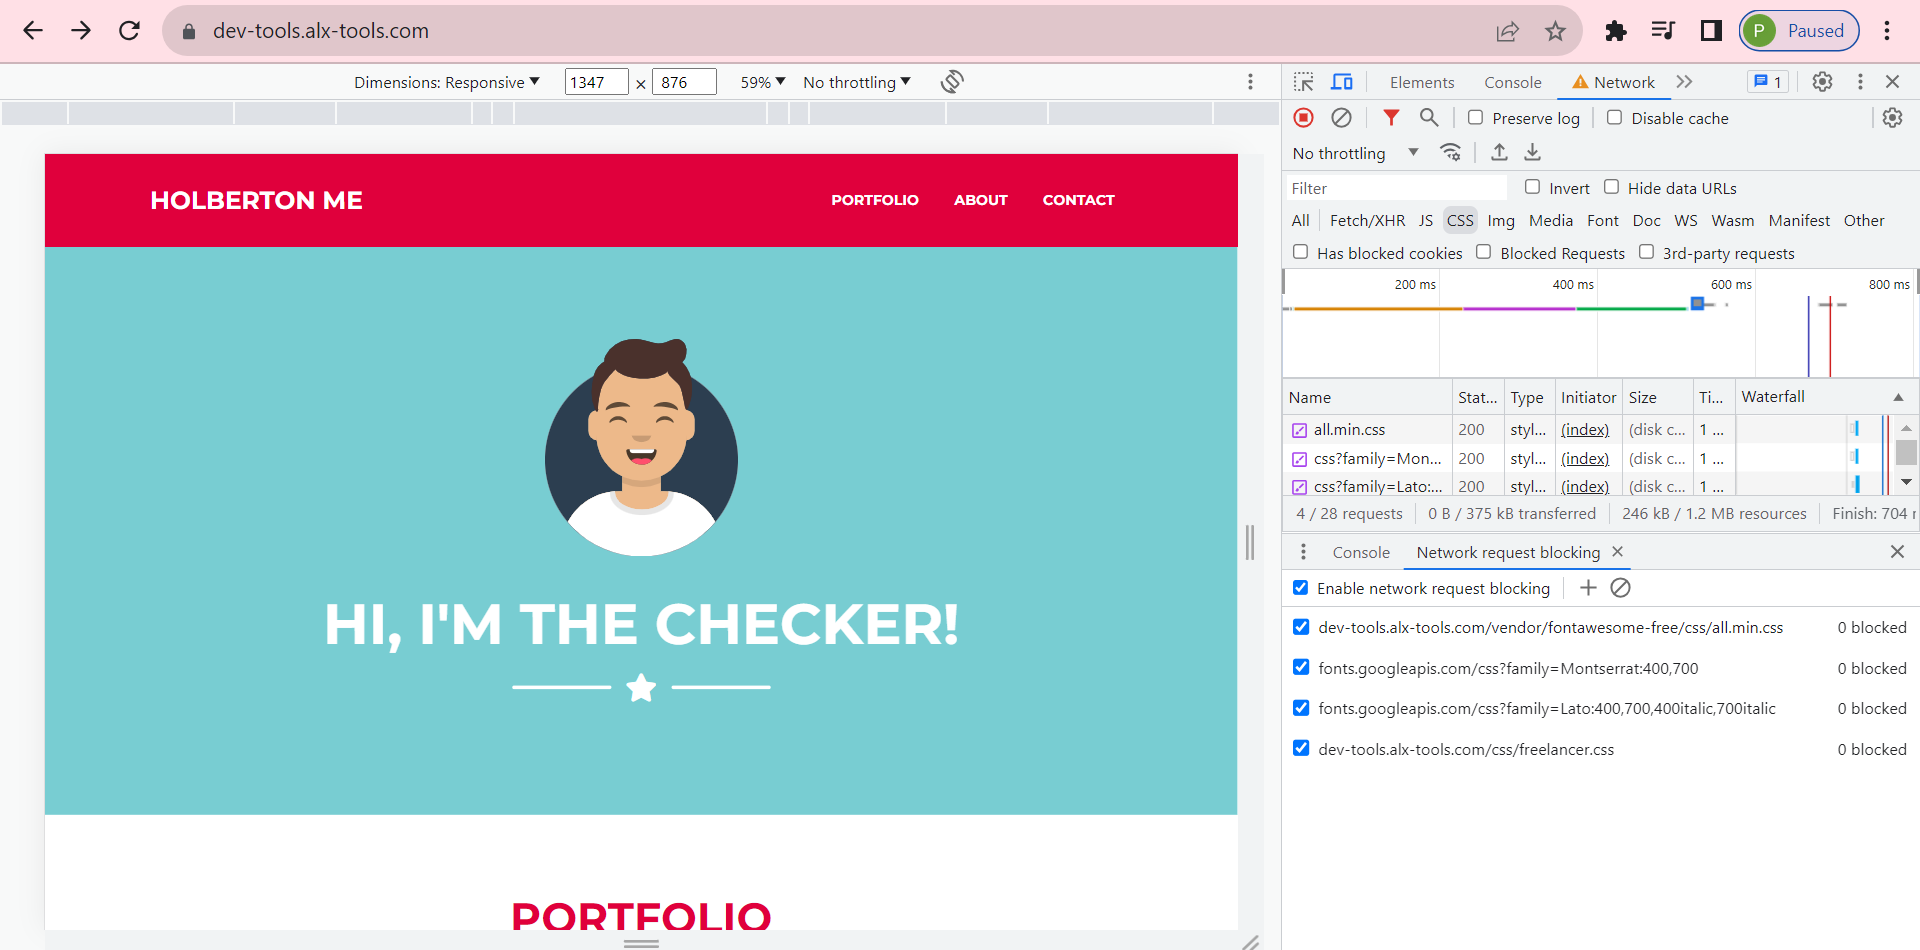 dev-tools.alx-tools.com
P Paused
Dimensions: Responsive 1347 × 876 59% No throttling
Elements Console Network 1
Preserve log Disable cache
No throttling
Filter Invert Hide data URLs
All Fetch/XHR JS CSS Img Media Font Doc WS Wasm Manifest Other
Has blocked cookies Blocked Requests 3rd-party requests
200 ms 400 ms 600 ms 800 ms
Name Stat... Type Initiator Size Ti... Waterfall
all.min.css 200 styl... (index) (disk c... 1 ...
css?family=Mon... 200 styl... (index) (disk c... 1 ...
css?family=Lato:... 200 styl... (index) (disk c... 1 ...
4 / 28 requests 0 B / 375 kB transferred 246 kB / 1.2 MB resources Finish: 704
Console Network request blocking
Enable network request blocking
dev-tools.alx-tools.com/vendor/fontawesome-free/css/all.min.css 0 blocked
fonts.googleapis.com/css?family=Montserrat:400,700 0 blocked
fonts.googleapis.com/css?family=Lato:400,700,400italic,700italic 0 blocked
dev-tools.alx-tools.com/css/freelancer.css 0 blocked
HOLBERTON ME PORTFOLIO ABOUT CONTACT
HI, I'M THE CHECKER!
PORTFOLIO